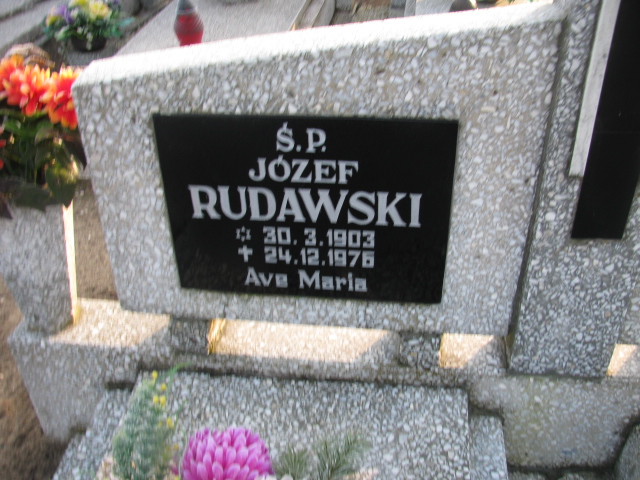 Ś.P.
JÓZEF
RUDAWSKI
✡ 30.3.1903
+ 24.12.1976
Ave Maria